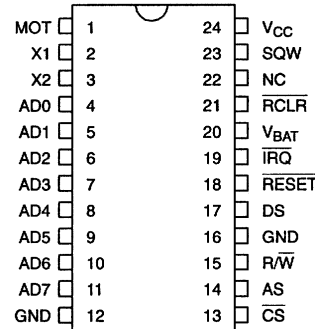 MOT 1 24 VCC
X1 2 23 SQW
X2 3 22 NC
AD0 4 21 RCLR
AD1 5 20 VBAT
AD2 6 19 IRQ
AD3 7 18 RESET
AD4 8 17 DS
AD5 9 16 GND
AD6 10 15 R/W
AD7 11 14 AS
GND 12 13 CS